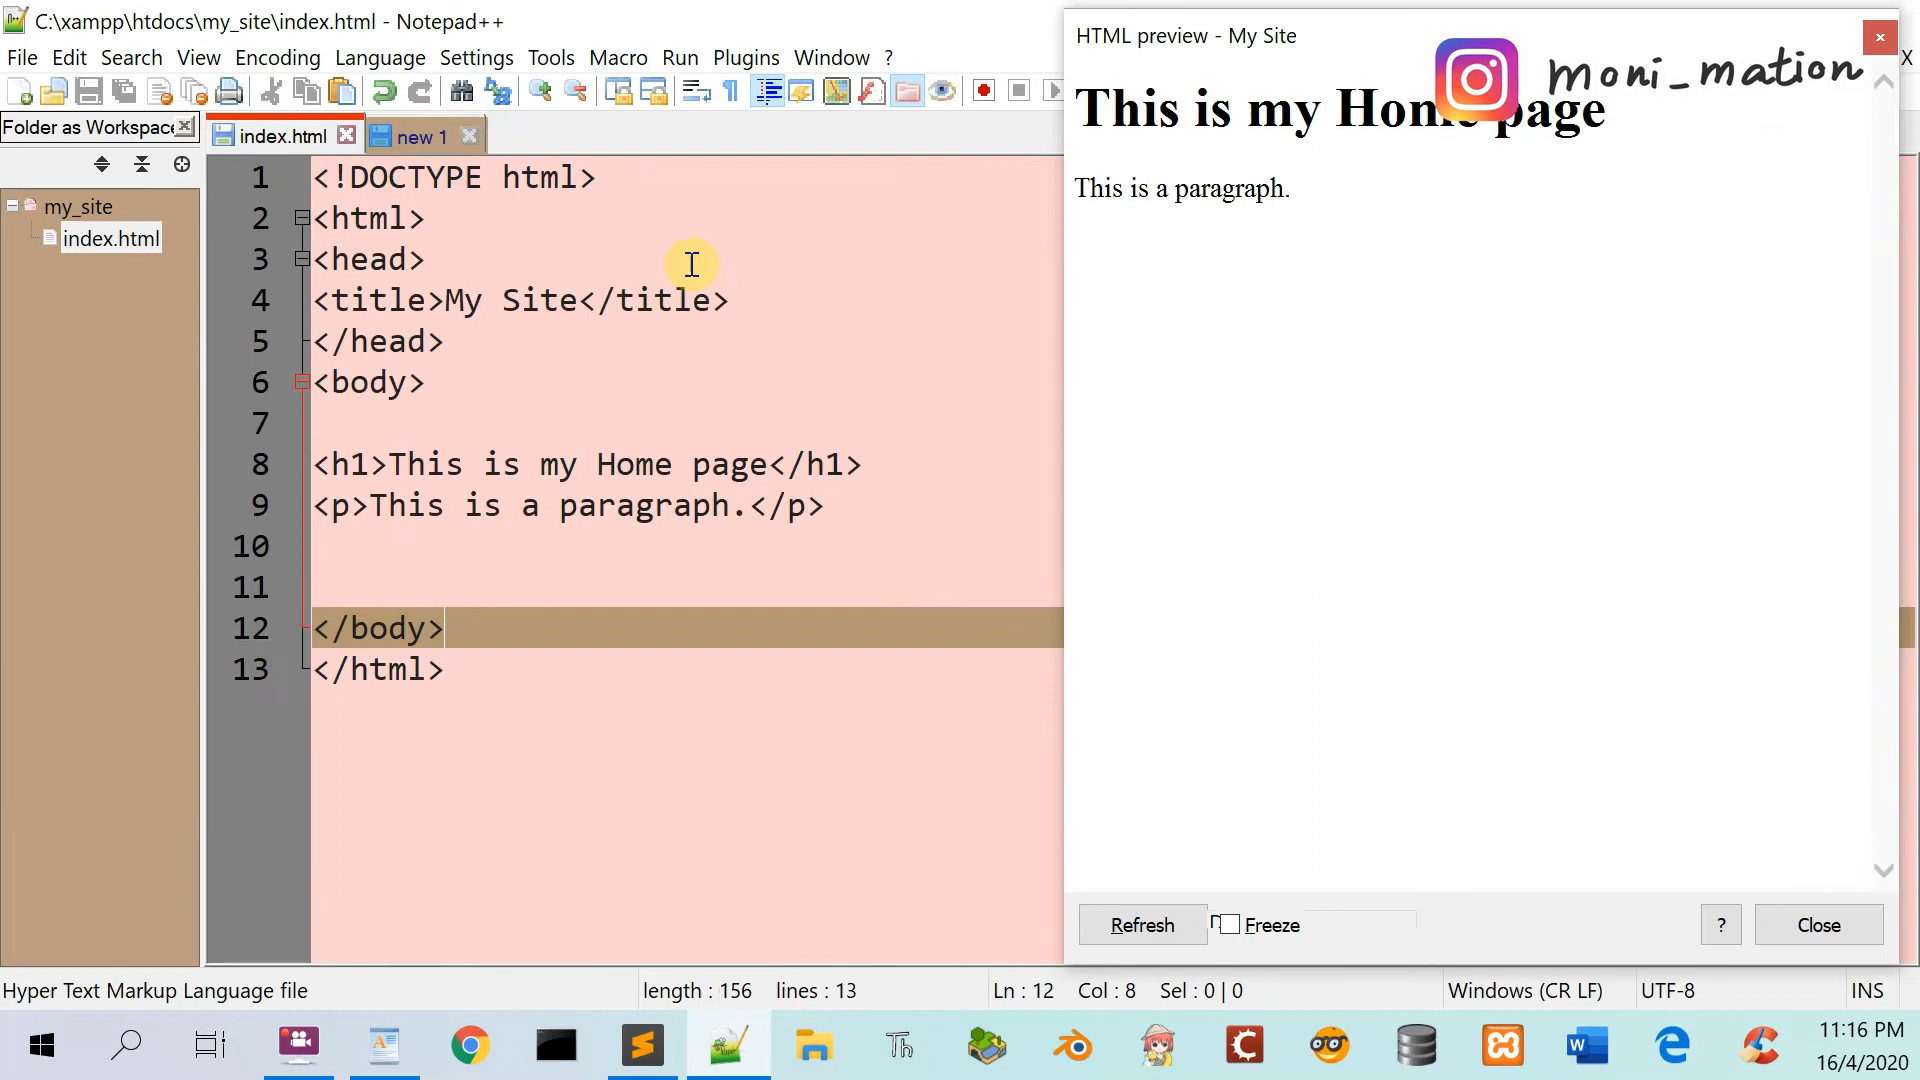 C:\xampp\htdocs\my_site\index.html - Notepad++
File Edit Search View Encoding Language Settings Tools Macro Run Plugins Window ?
X
Folder as Workspace
index.html
new 1
my_site
index.html
1 <!DOCTYPE html>
2 <html>
3 <head>
4 <title>My Site</title>
5 </head>
6 <body>
7
8 <h1>This is my Home page</h1>
9 <p>This is a paragraph.</p>
10
11
12 </body>
13 </html>
HTML preview - My Site
moni_mation
This is my Home page
This is a paragraph.
Refresh
Freeze
?
Close
Hyper Text Markup Language file
length : 156 lines : 13
Ln : 12 Col : 8 Sel : 0 | 0
Windows (CR LF)
UTF-8
INS
11:16 PM
16/4/2020